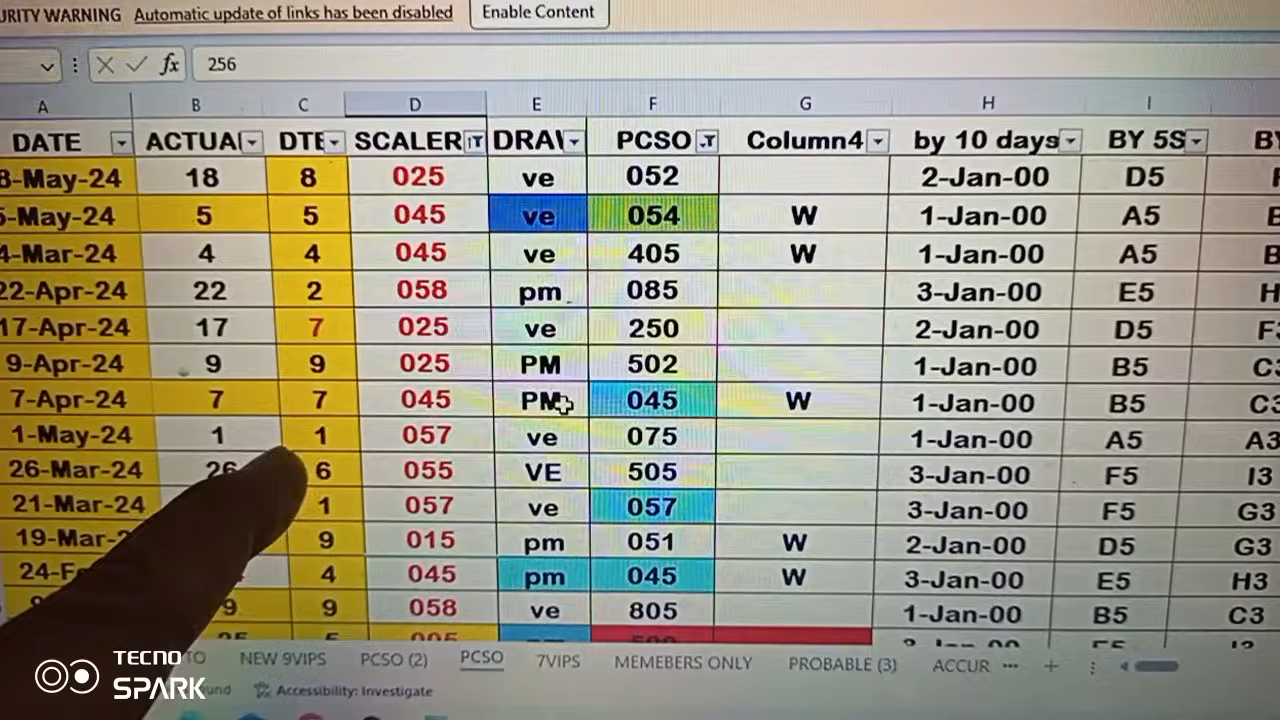 URITY WARNING Automatic update of links has been disabled Enable Content
fx 256
A B C D E F G H I
DATE ACTUA DTE SCALER DRAV PCSO Column4 by 10 days BY 5S BY
8-May-24 18 8 025 ve 052 2-Jan-00 D5
5-May-24 5 5 045 ve 054 W 1-Jan-00 A5
4-Mar-24 4 4 045 ve 405 W 1-Jan-00 A5 B
22-Apr-24 22 2 058 pm 085 3-Jan-00 E5 H
17-Apr-24 17 7 025 ve 250 2-Jan-00 D5 F
9-Apr-24 9 9 025 PM 502 1-Jan-00 B5 C
7-Apr-24 7 7 045 PM 045 W 1-Jan-00 B5 C3
1-May-24 1 1 057 ve 075 1-Jan-00 A5 A3
26-Mar-24 26 6 055 VE 505 3-Jan-00 F5 I3
21-Mar-24 1 057 ve 057 3-Jan-00 F5 G3
19-Mar- 9 015 pm 051 W 2-Jan-00 D5 G3
24-F 4 045 pm 045 W 3-Jan-00 E5 H3
9 9 058 ve 805 1-Jan-00 B5 C3
TO NEW 9VIPS PCSO (2) PCSO 7VIPS MEMEBERS ONLY PROBABLE (3) ACCUR ... +
und Accessibility: Investigate
TECNO
SPARK